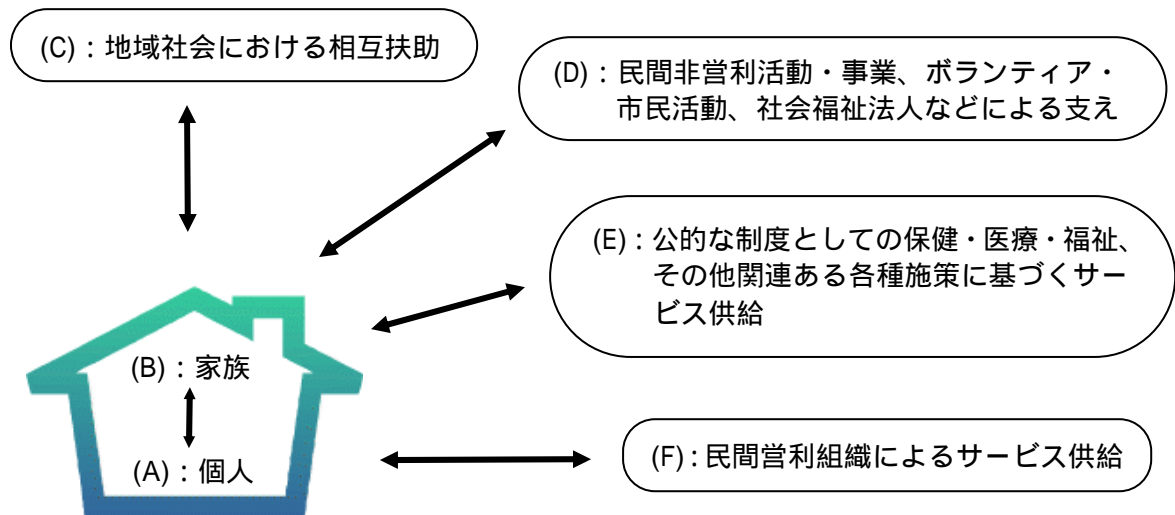 (C)：地域社会における相互扶助
(D)：民間非営利活動・事業、ボランティア・
市民活動、社会福祉法人などによる支え
(E)：公的な制度としての保健・医療・福祉、
その他関連ある各種施策に基づくサー
ビス供給
(B)：家族
(A)：個人
(F)：民間営利組織によるサービス供給